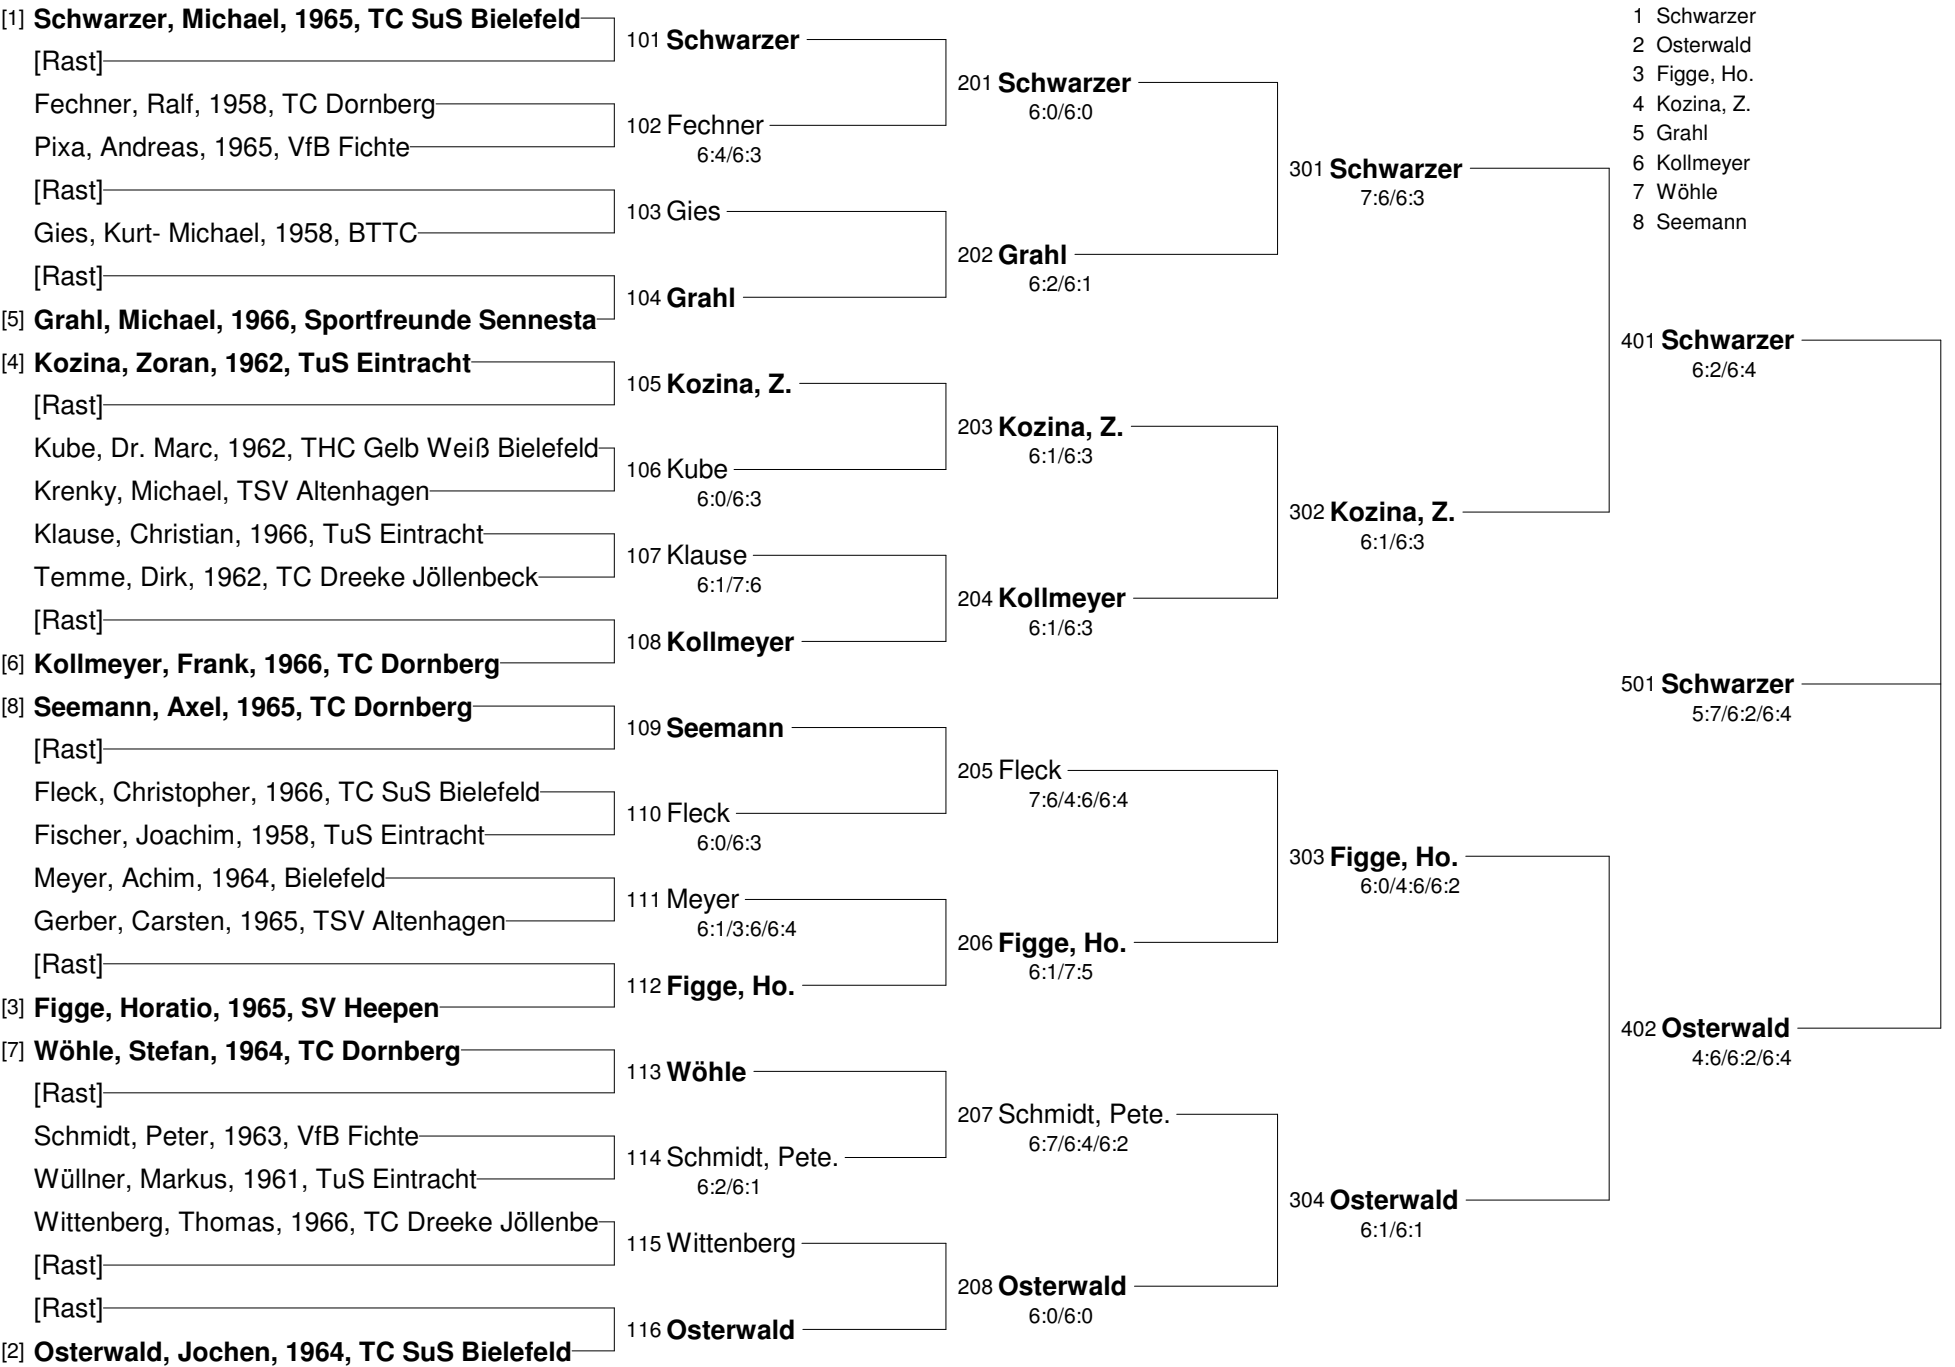 [1] Schwarzer, Michael, 1965, TC SuS Bielefeld
[Rast]
Fechner, Ralf, 1958, TC Dornberg
Pixa, Andreas, 1965, VfB Fichte
[Rast]
Gies, Kurt- Michael, 1958, BTTC
[Rast]
[5] Grahl, Michael, 1966, Sportfreunde Sennesta
[4] Kozina, Zoran, 1962, TuS Eintracht
[Rast]
Kube, Dr. Marc, 1962, THC Gelb Weiß Bielefeld
Krenky, Michael, TSV Altenhagen
Klause, Christian, 1966, TuS Eintracht
Temme, Dirk, 1962, TC Dreeke Jöllenbeck
[Rast]
[6] Kollmeyer, Frank, 1966, TC Dornberg
[8] Seemann, Axel, 1965, TC Dornberg
[Rast]
Fleck, Christopher, 1966, TC SuS Bielefeld
Fischer, Joachim, 1958, TuS Eintracht
Meyer, Achim, 1964, Bielefeld
Gerber, Carsten, 1965, TSV Altenhagen
[Rast]
[3] Figge, Horatio, 1965, SV Heepen
[7] Wöhle, Stefan, 1964, TC Dornberg
[Rast]
Schmidt, Peter, 1963, VfB Fichte
Wüllner, Markus, 1961, TuS Eintracht
Wittenberg, Thomas, 1966, TC Dreeke Jöllenbe
[Rast]
[Rast]
[2] Osterwald, Jochen, 1964, TC SuS Bielefeld
101 Schwarzer
102 Fechner
6:4/6:3
103 Gies
104 Grahl
105 Kozina, Z.
106 Kube
6:0/6:3
107 Klause
6:1/7:6
108 Kollmeyer
109 Seemann
110 Fleck
6:0/6:3
111 Meyer
6:1/3:6/6:4
112 Figge, Ho.
113 Wöhle
114 Schmidt, Pete.
6:2/6:1
115 Wittenberg
116 Osterwald
201 Schwarzer
6:0/6:0
202 Grahl
6:2/6:1
203 Kozina, Z.
6:1/6:3
204 Kollmeyer
6:1/6:3
205 Fleck
7:6/4:6/6:4
206 Figge, Ho.
6:1/7:5
207 Schmidt, Pete.
6:7/6:4/6:2
208 Osterwald
6:0/6:0
301 Schwarzer
7:6/6:3
302 Kozina, Z.
6:1/6:3
303 Figge, Ho.
6:0/4:6/6:2
304 Osterwald
6:1/6:1
401 Schwarzer
6:2/6:4
501 Schwarzer
5:7/6:2/6:4
402 Osterwald
4:6/6:2/6:4
1 Schwarzer
2 Osterwald
3 Figge, Ho.
4 Kozina, Z.
5 Grahl
6 Kollmeyer
7 Wöhle
8 Seemann